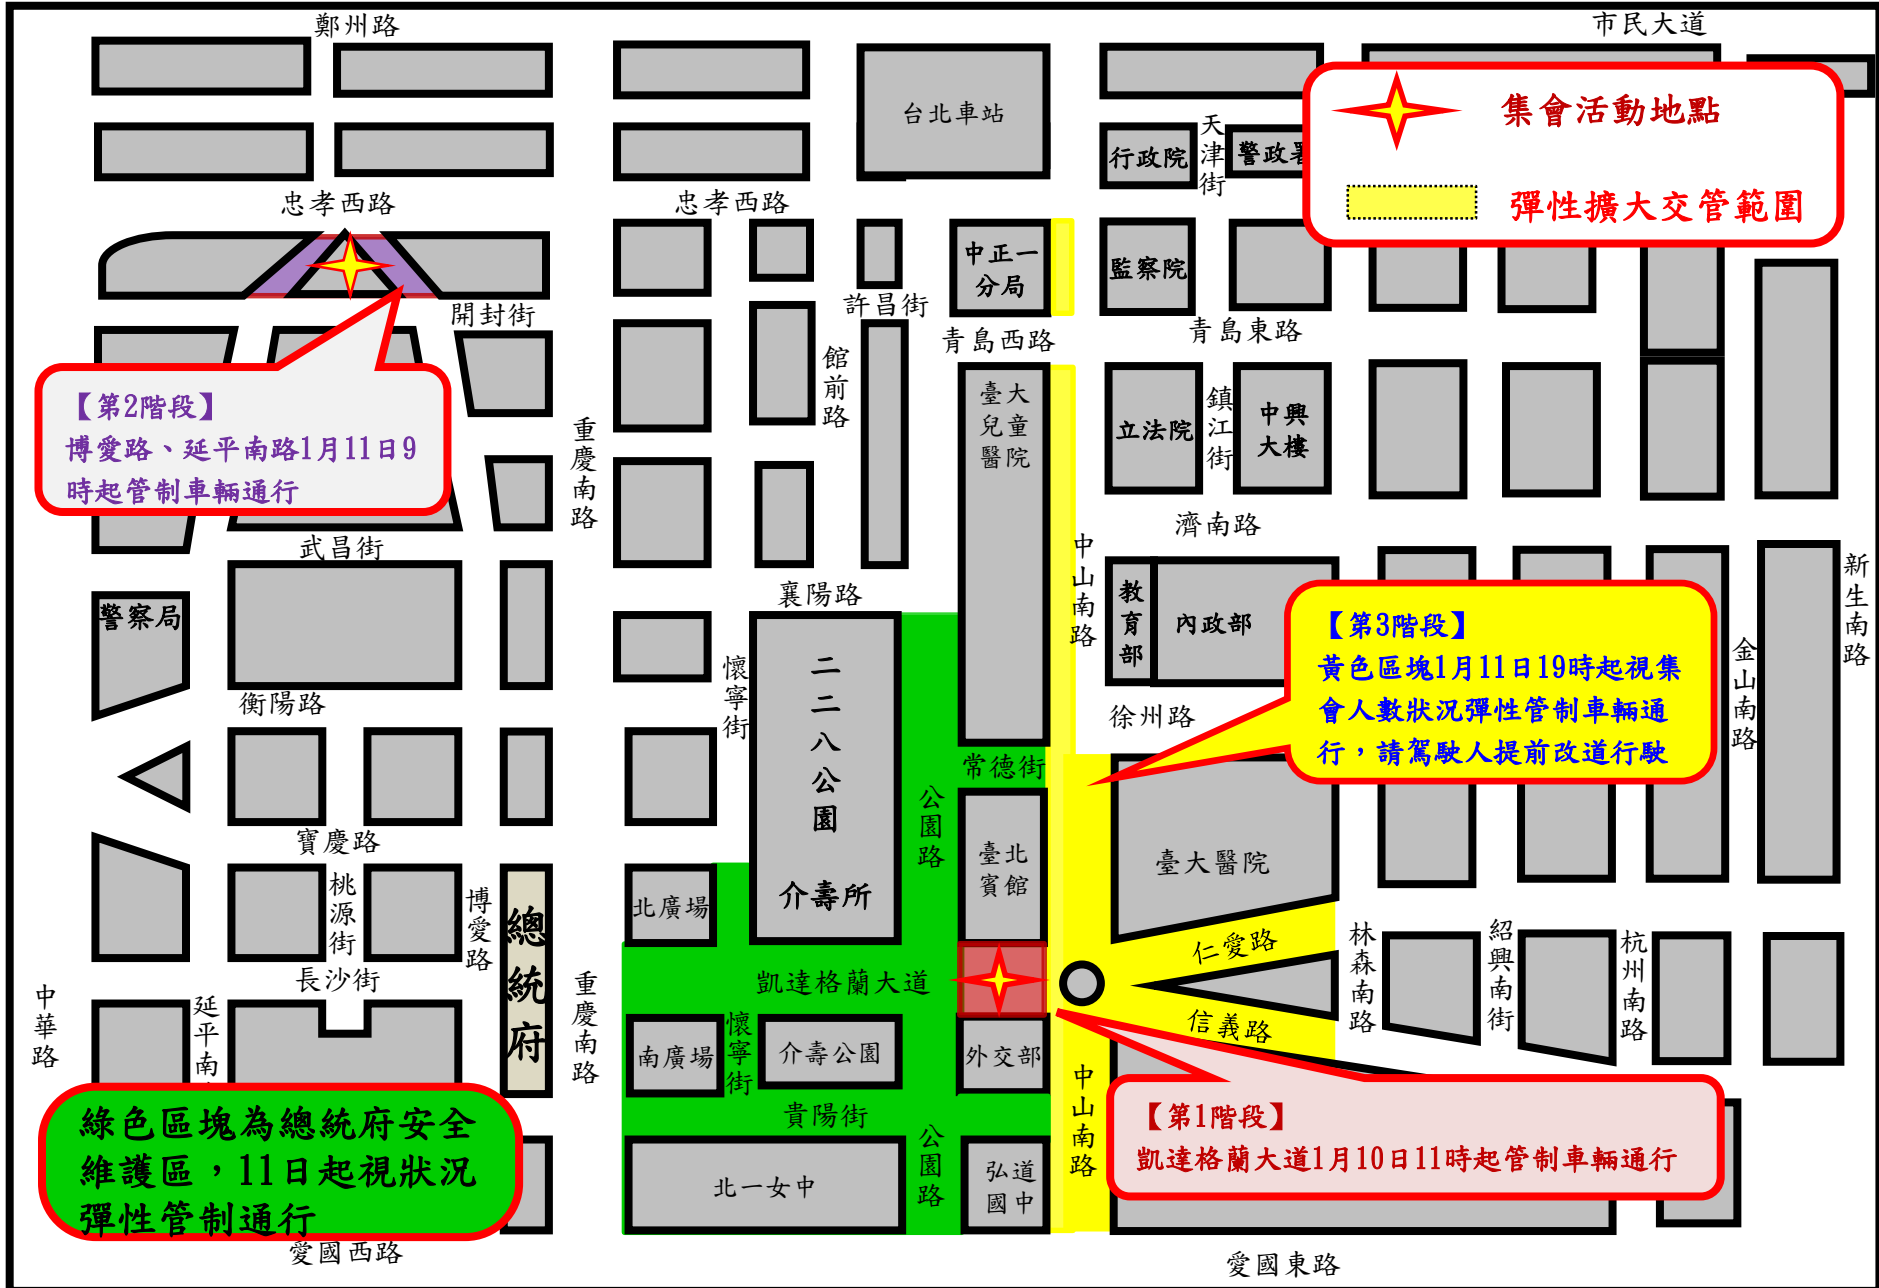 鄭州路
市民大道
集會活動地點
彈性擴大交管範圍
台北車站
行政院
天津街
警政署
忠孝西路
忠孝西路
中正一
分局
監察院
開封街
許昌街
青島西路
青島東路
館前路
臺大
兒童
醫院
立法院
鎮江街
中興
大樓
【第2階段】
博愛路、延平南路1月11日9
時起管制車輛通行
重慶南路
武昌街
濟南路
中山南路
新生南路
警察局
襄陽路
教育部
內政部
【第3階段】
黃色區塊1月11日19時起視集
會人數狀況彈性管制車輛通
行，請駕駛人提前改道行駛
金山南路
懷寧街
二二八公園
衡陽路
徐州路
常德街
公園路
寶慶路
臺北
賓館
臺大醫院
介壽所
北廣場
桃源街
博愛路
總統府
仁愛路
林森南路
紹興南街
杭州南路
長沙街
凱達格蘭大道
中華路
延平南
重慶南路
信義路
南廣場
懷寧街
介壽公園
外交部
中山南路
貴陽街
【第1階段】
凱達格蘭大道1月10日11時起管制車輛通行
綠色區塊為總統府安全
維護區，11日起視狀況
彈性管制通行
北一女中
公園路
弘道
國中
愛國西路
愛國東路